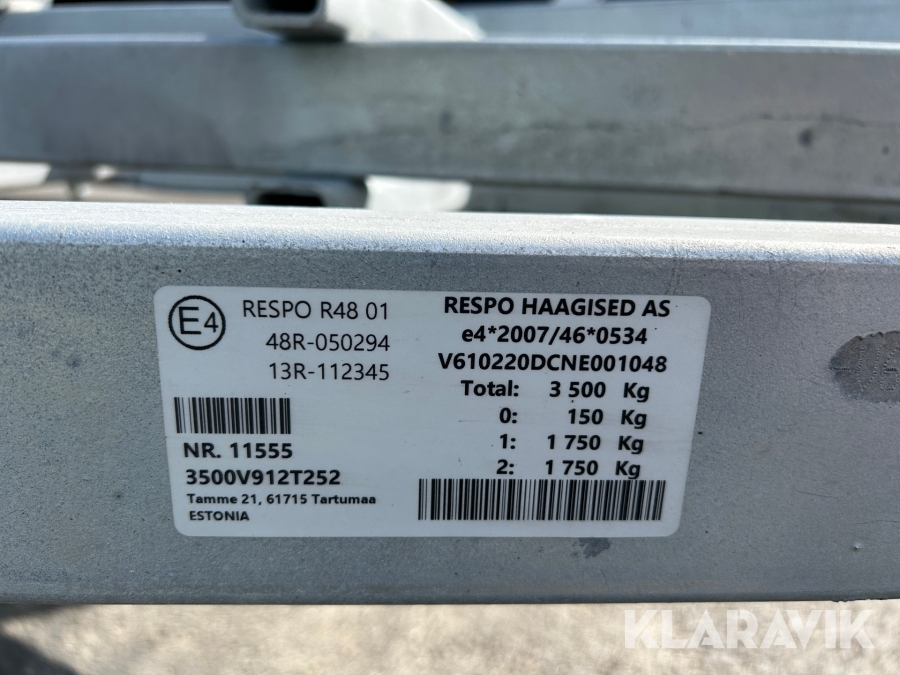 E4
RESPO R48 01
48R-050294
13R-112345
NR. 11555
3500V912T252
Tamme 21, 61715 Tartumaa
ESTONIA
RESPO HAAGISED AS
e4*2007/46*0534
V610220DCNE001048
Total: 3 500 Kg
0: 150 Kg
1: 1 750 Kg
2: 1 750 Kg
KLARAVIK